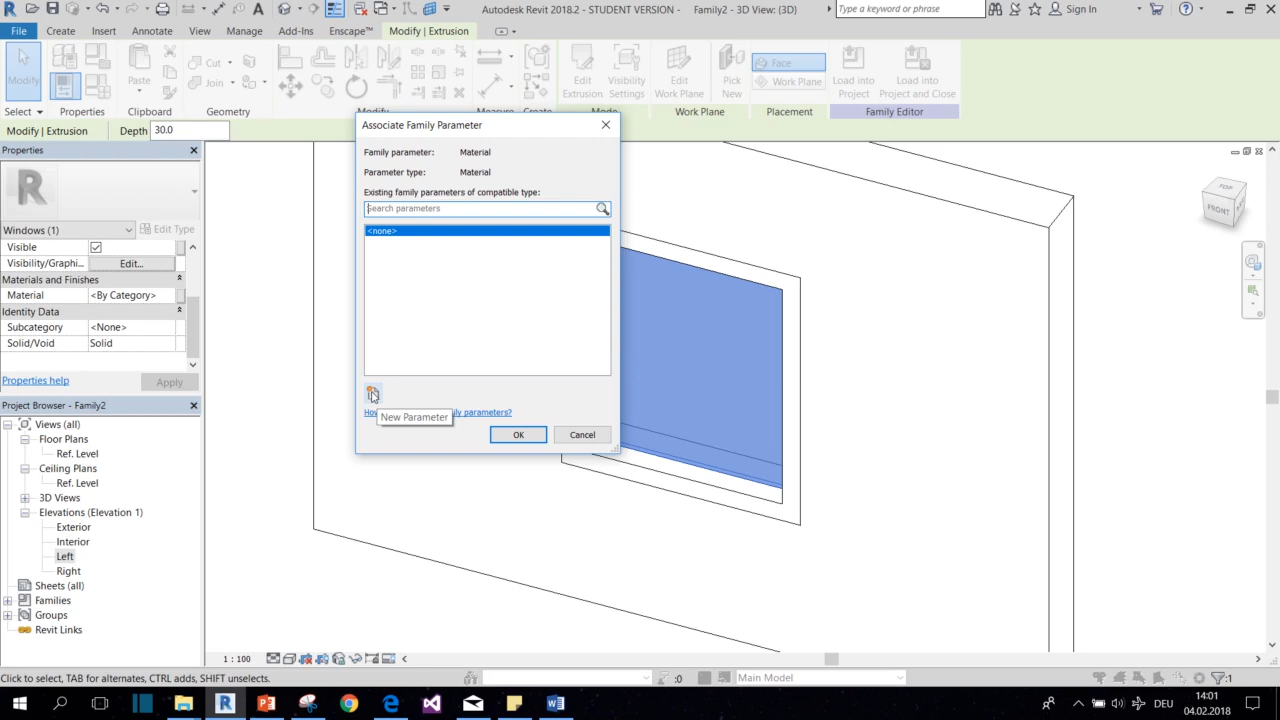 Autodesk Revit 2018.2 - STUDENT VERSION - Family2 - 3D View: (3D)
Type a keyword or phrase
Sign In
File Create Insert Annotate View Manage Add-Ins Enscape™ Modify | Extrusion
Modify
Paste
Cut
Join
Edit Extrusion
Visibility Settings
Edit Work Plane
Pick New
Face
Work Plane
Load into Project
Load into Project and Close
Select Properties Clipboard Geometry Modify Measure Create Mode Work Plane Placement Family Editor
Modify | Extrusion Depth 30.0
Properties
Windows (1) Edit Type
Visible
Visibility/Graphi... Edit...
Materials and Finishes
Material <By Category>
Identity Data
Subcategory <None>
Solid/Void Solid
Properties help Apply
Project Browser - Family2
Views (all)
Floor Plans
Ref. Level
Ceiling Plans
Ref. Level
3D Views
Elevations (Elevation 1)
Exterior
Interior
Left
Right
Sheets (all)
Families
Groups
Revit Links
Associate Family Parameter
Family parameter: Material
Parameter type: Material
Existing family parameters of compatible type:
Search parameters
<none>
New Parameter
OK Cancel
TOP
FRONT
1 : 100
Click to select, TAB for alternates, CTRL adds, SHIFT unselects.
:0
Main Model
:1
DEU
14:01
04.02.2018